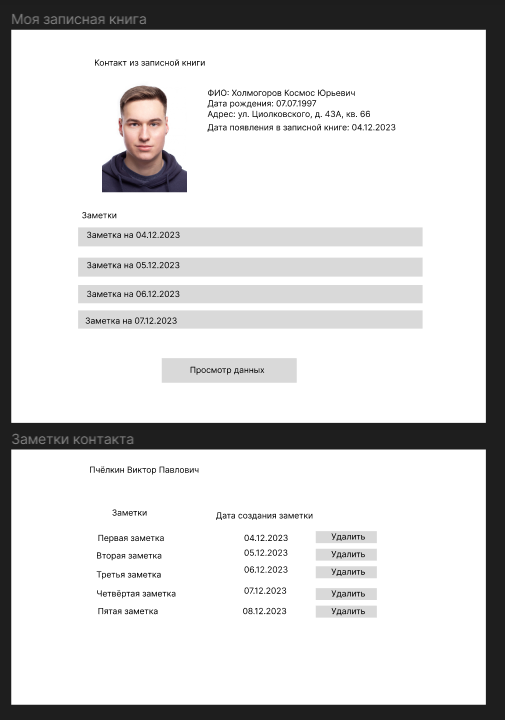 Моя записная книга
Контакт из записной книги
ФИО: Холмогоров Космос Юрьевич
Дата рождения: 07.07.1997
Адрес: ул. Циолковского, д. 43А, кв. 66
Дата появления в записной книге: 04.12.2023
Заметки
Заметка на 04.12.2023
Заметка на 05.12.2023
Заметка на 06.12.2023
Заметка на 07.12.2023
Просмотр данных
Заметки контакта
Пчёлкин Виктор Павлович
Заметки Дата создания заметки
Первая заметка 04.12.2023 Удалить
Вторая заметка 05.12.2023 Удалить
Третья заметка 06.12.2023 Удалить
Четвёртая заметка 07.12.2023 Удалить
Пятая заметка 08.12.2023 Удалить